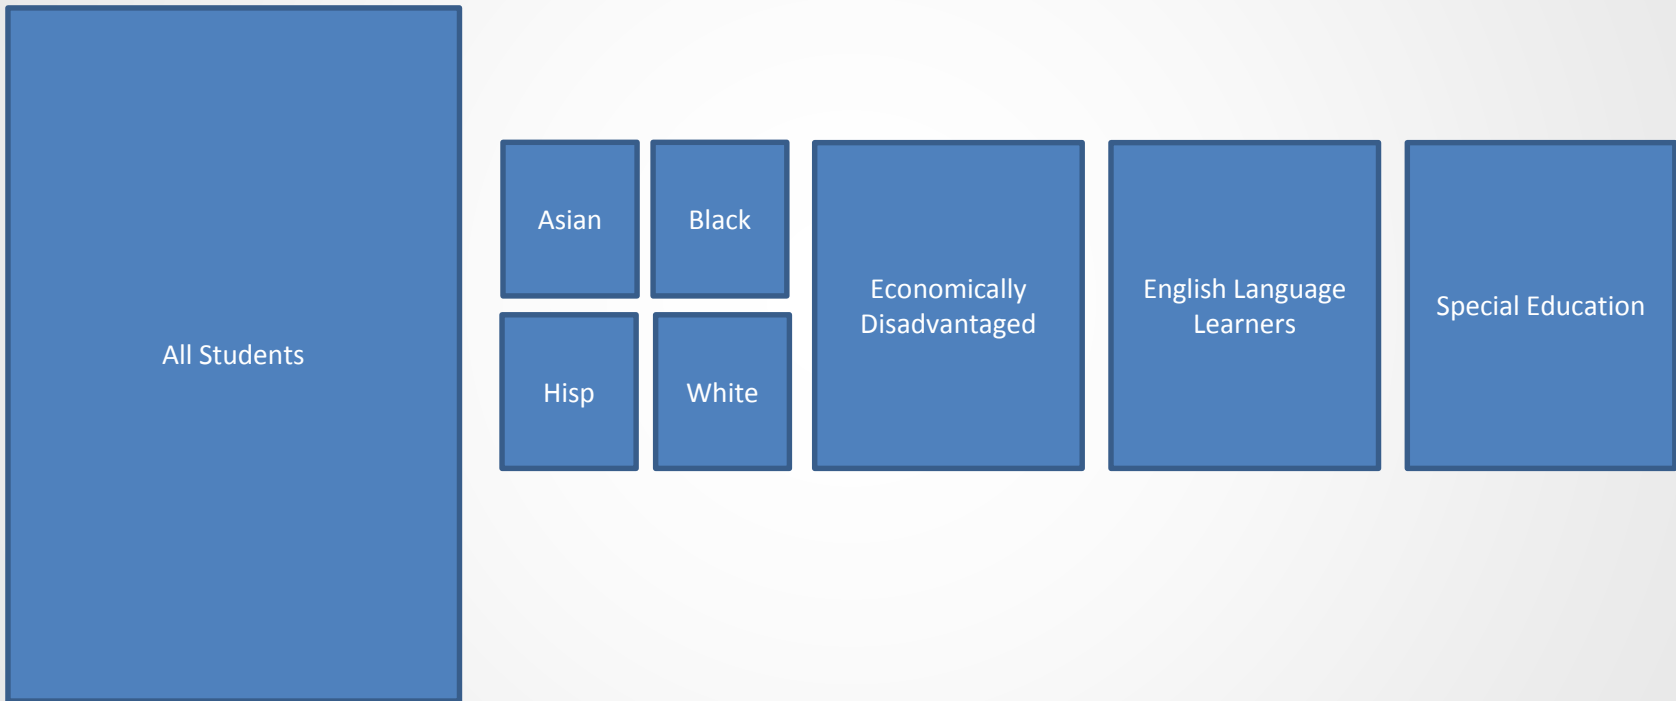 All Students
Asian
Black
Hisp
White
Economically
Disadvantaged
English Language
Learners
Special Education